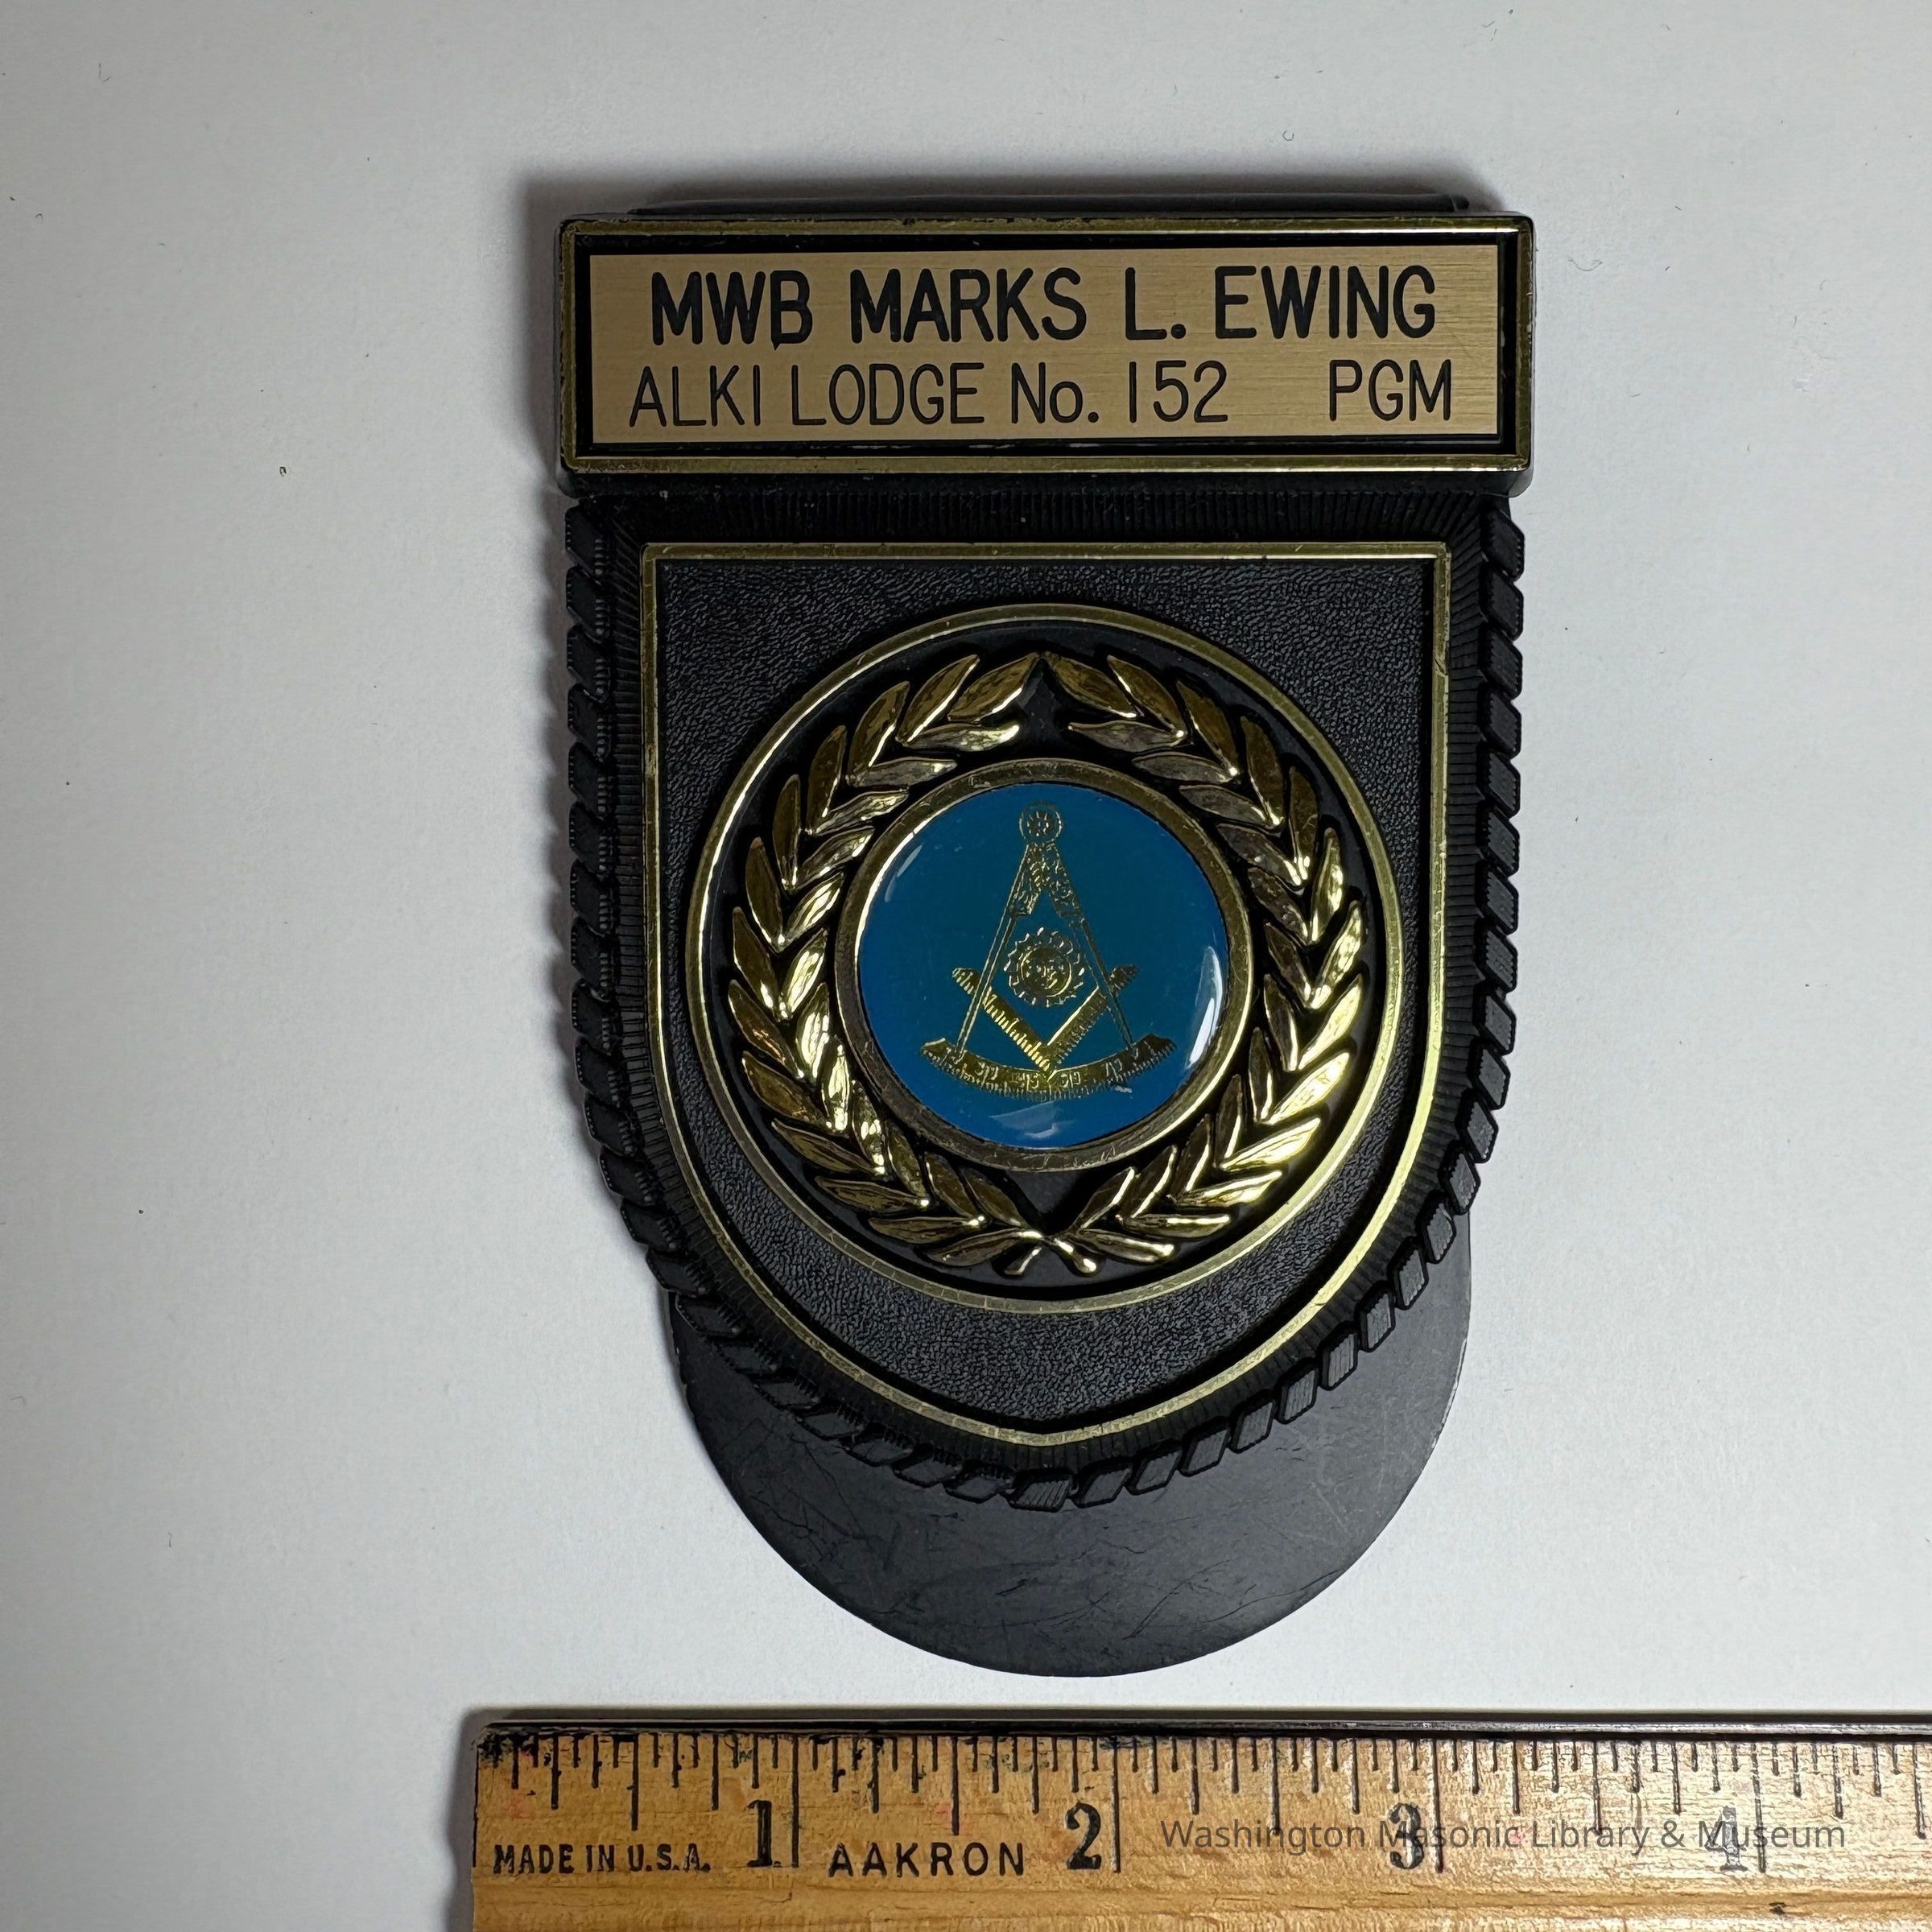 MWB MARKS L. EWING
ALKI LODGE No. 152 PGM
1 2 3 4
MADE IN U.S.A. AAKRON
Washington Masonic Library & Museum